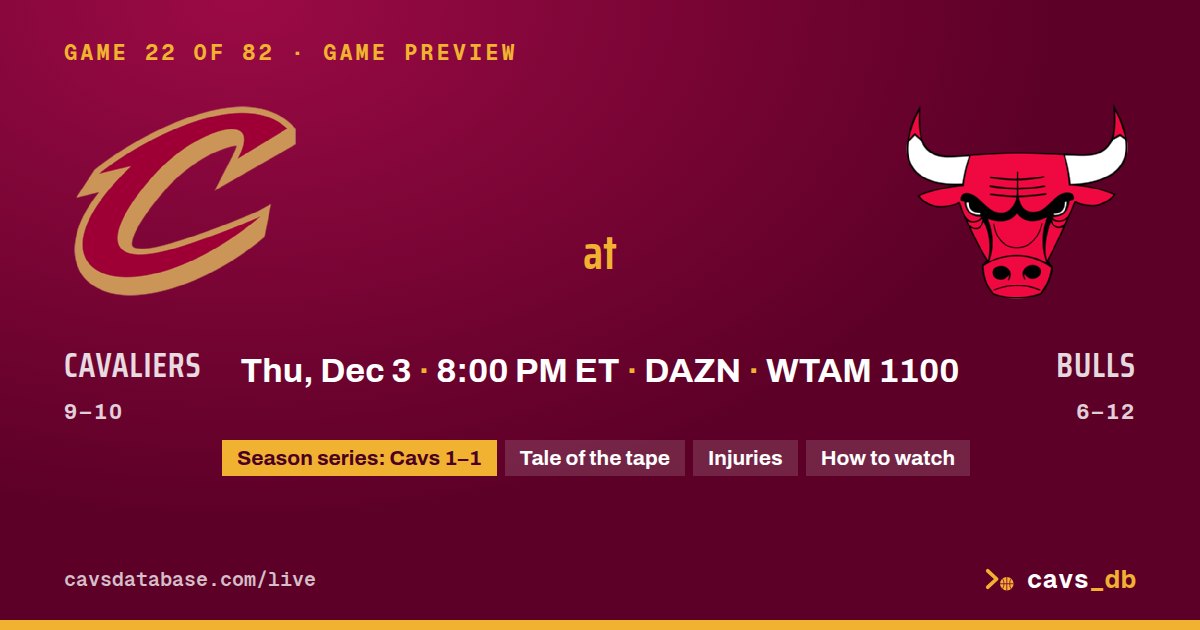 GAME 22 OF 82 · GAME PREVIEW
at
CAVALIERS
Thu, Dec 3 · 8:00 PM ET · DAZN · WTAM 1100
BULLS
9–10
6–12
Season series: Cavs 1–1
Tale of the tape
Injuries
How to watch
cavsdatabase.com/live
cavs_db